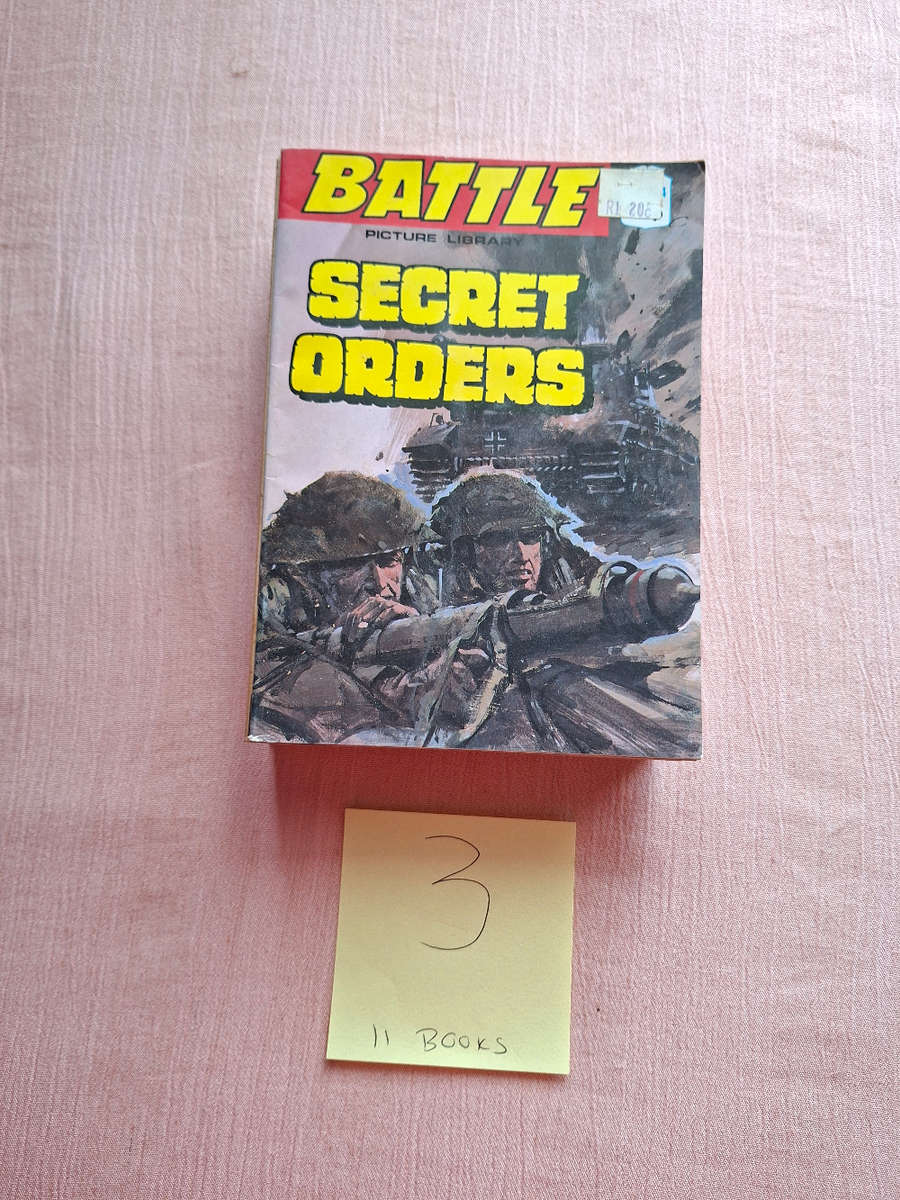 BATTLE
PICTURE LIBRARY
SECRET
ORDERS
3
11 BOOKS